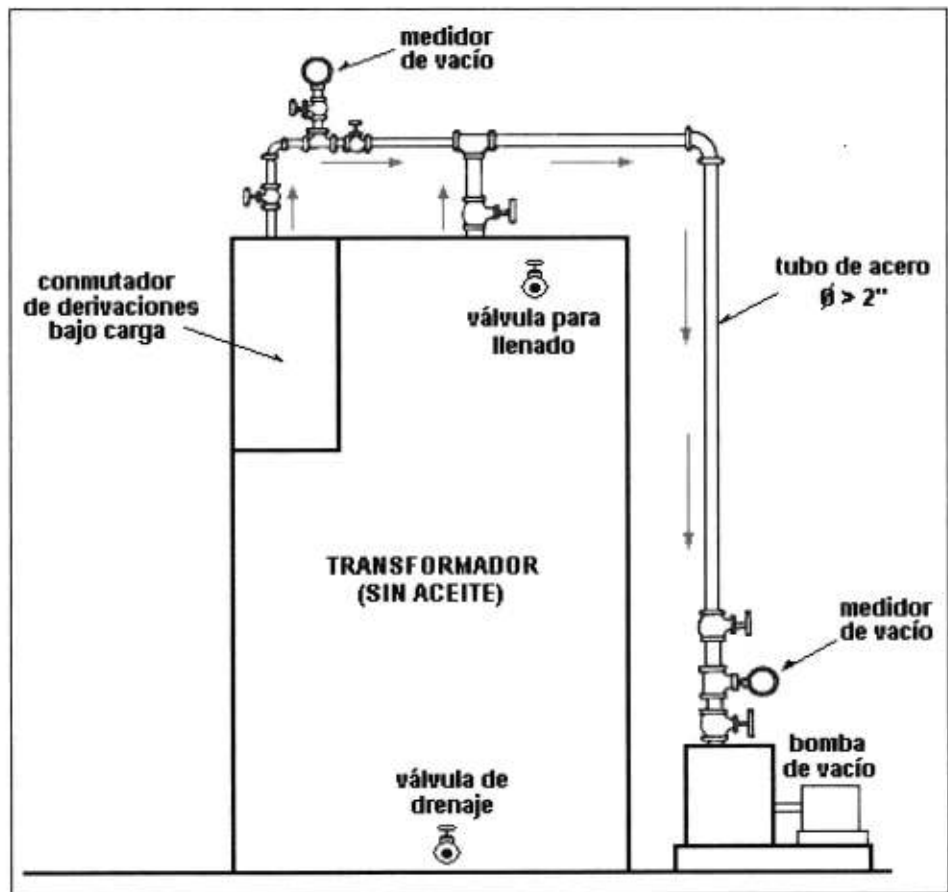 medidor
de vacío
conmutador
de derivaciones
bajo carga
válvula para
llenado
tubo de acero
Ø > 2"
TRANSFORMADOR
(SIN ACEITE)
medidor
de vacío
bomba
de vacío
válvula de
drenaje